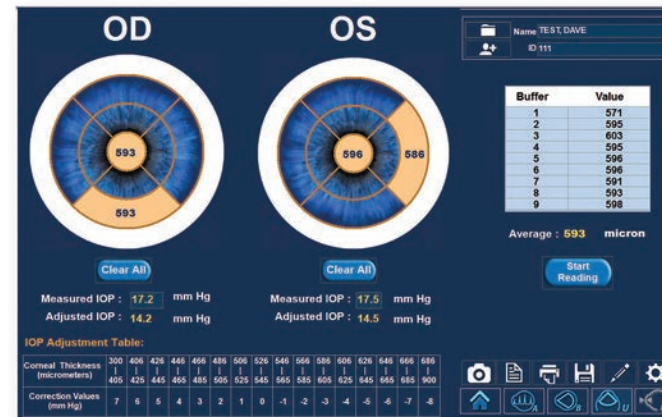 OD
OS
Name TEST, DAVE
ID 111
Buffer Value
1 571
2 595
3 603
4 595
5 596
6 596
7 591
8 593
9 598
593
593
596
586
Average : 593 micron
Clear All
Clear All
Start Reading
Measured IOP : 17.2 mm Hg
Adjusted IOP : 14.2 mm Hg
Measured IOP : 17.5 mm Hg
Adjusted IOP : 14.5 mm Hg
IOP Adjustment Table:
Corneal Thickness (micrometers) 300 | 405 406 | 425 426 | 445 446 | 465 466 | 485 486 | 505 506 | 525 526 | 545 546 | 565 566 | 585 586 | 605 606 | 625 626 | 645 646 | 665 666 | 685 686 | 900
Correction Values (mm Hg) 7 6 5 4 3 2 1 0 -1 -2 -3 -4 -5 -6 -7 -8
A
B
U